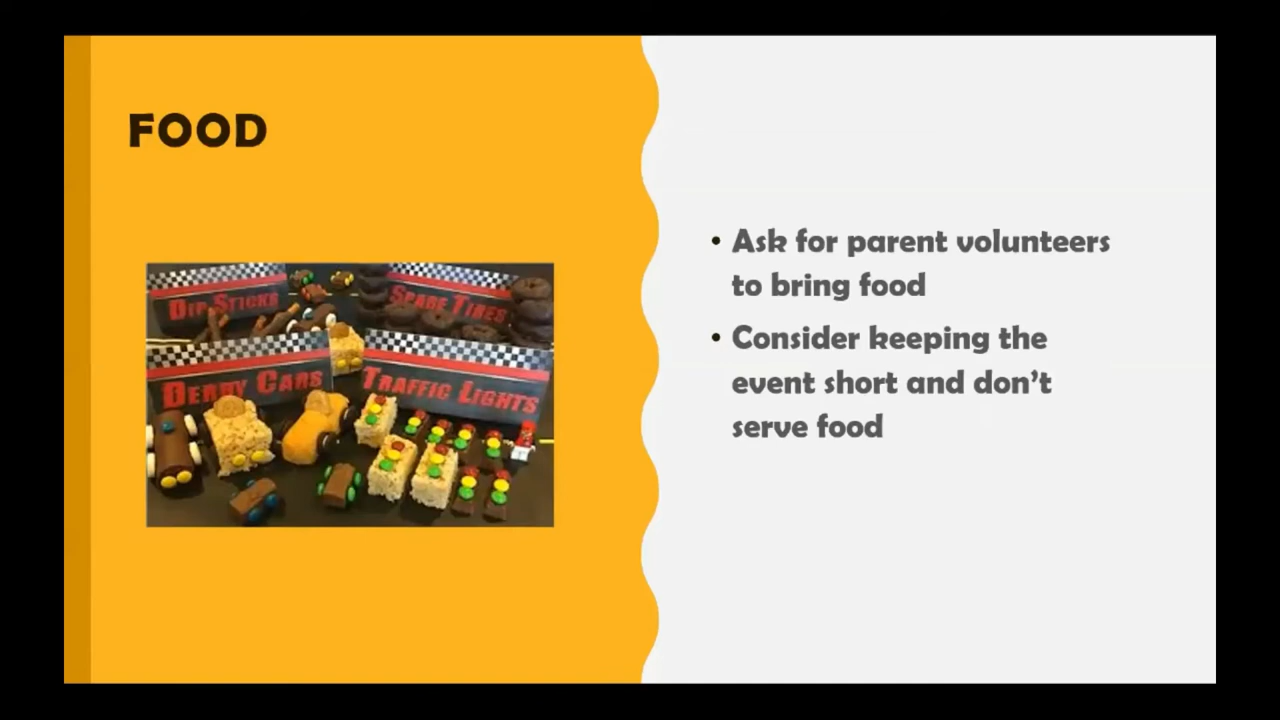 FOOD
DIP STICKS
SPARE TIRES
DERBY CARS
TRAFFIC LIGHTS
• Ask for parent volunteers
to bring food
• Consider keeping the
event short and don’t
serve food